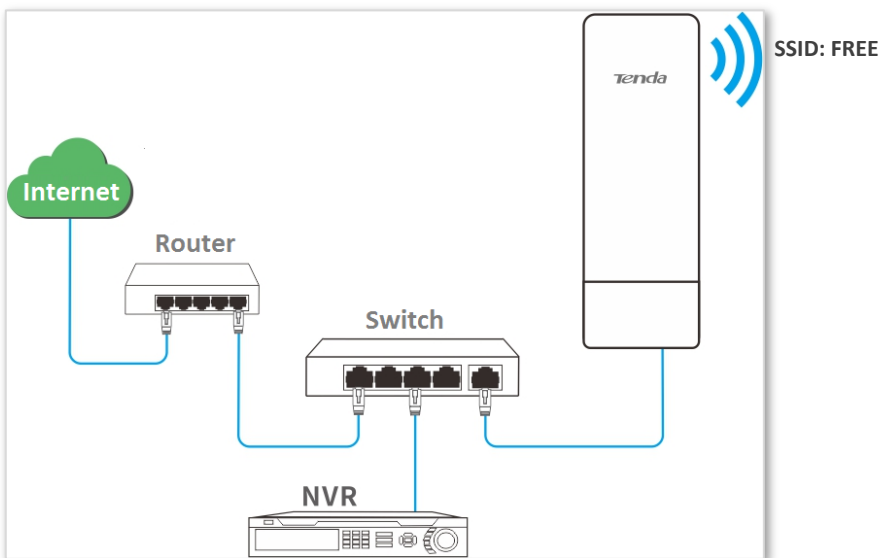 SSID: FREE
Tenda
Internet
Router
Switch
NVR